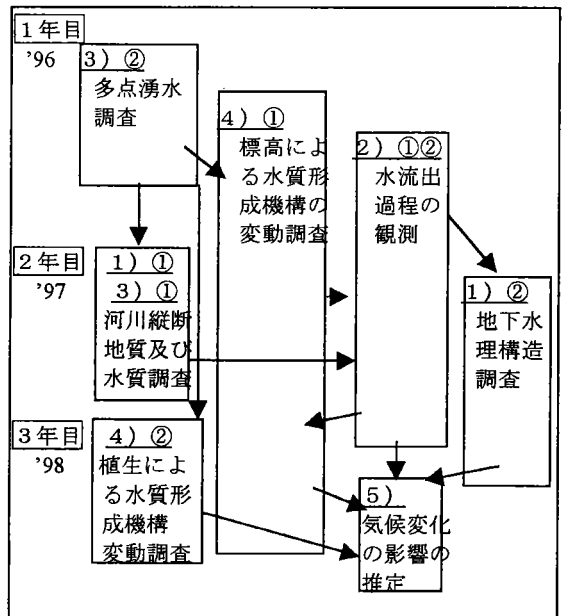 1年目
'96
3) ②
多点湧水
調査
4) ①
標高によ
る水質形
成機構の
変動調査
2) ①②
水流出
過程の
観測
2年目
'97
1) ①
3) ①
河川縦断
地質及び
水質調査
1) ②
地下水
理構造
調査
3年目
'98
4) ②
植生によ
る水質形
成機構
変動調査
5)
気候変化
の影響の
推定